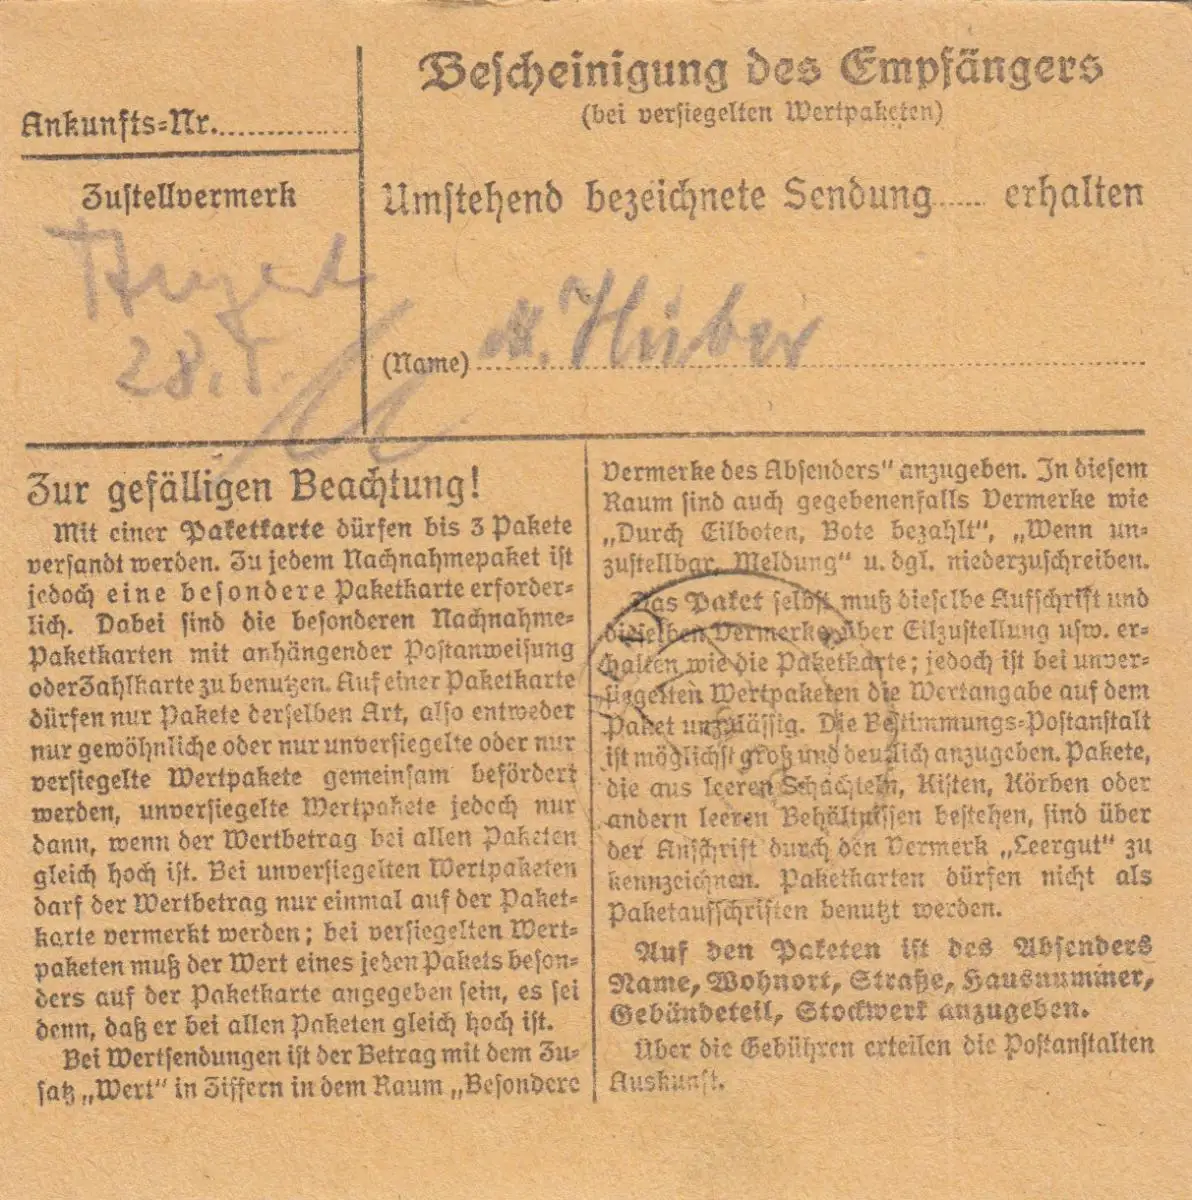 Ankunfts=Nr.
Zustellvermerk
28.
Bescheinigung des Empfängers
(bei versiegelten Wertpaketen)
Umstehend bezeichnete Sendung..... erhalten
(Name) M. Huber
Zur gefälligen Beachtung!
Mit einer Paketkarte dürfen bis 3 Pakete
versandt werden. Zu jedem Nachnahmepaket ist
jedoch eine besondere Paketkarte erforder=
lich. Dabei sind die besonderen Nachnahme=
Paketkarten mit anhängender Postanweisung
oder Zahlkarte zu benutzen. Auf einer Paketkarte
dürfen nur Pakete derselben Art, also entweder
nur gewöhnliche oder nur unversiegelte oder nur
versiegelte Wertpakete gemeinsam befördert
werden, unversiegelte Wertpakete jedoch nur
dann, wenn der Wertbetrag bei allen Paketen
gleich hoch ist. Bei unversiegelten Wertpaketen
darf der Wertbetrag nur einmal auf der Paket=
karte vermerkt werden; bei versiegelten Wert=
paketen muß der Wert eines jeden Pakets beson=
ders auf der Paketkarte angegeben sein, es sei
denn, daß er bei allen Paketen gleich hoch ist.
Bei Wertsendungen ist der Betrag mit dem Zu=
satz „Wert“ in Ziffern in dem Raum „Besondere
Vermerke des Absenders“ anzugeben. In diesem
Raum sind auch gegebenenfalls Vermerke wie
„Durch Eilboten, Bote bezahlt“, „Wenn un=
zustellbar, Meldung“ u. dgl. niederzuschreiben.
Das Paket selbst muß dieselbe Aufschrift und
dieselben Vermerke über Eilzustellung usw. er=
halten wie die Paketkarte; jedoch ist bei unver=
siegelten Wertpaketen die Wertangabe auf dem
Paket unzulässig. Die Bestimmungs=Postanstalt
ist möglichst groß und deutlich anzugeben. Pakete,
die aus leeren Schachteln, Kisten, Körben oder
andern leeren Behältnissen bestehen, sind über
der Anschrift durch den Vermerk „Leergut“ zu
kennzeichnen. Paketkarten dürfen nicht als
Paketaufschriften benutzt werden.
Auf den Paketen ist des Absenders
Name, Wohnort, Straße, Hausnummer,
Gebäudeteil, Stockwerk anzugeben.
Über die Gebühren erteilen die Postanstalten
Auskunft.